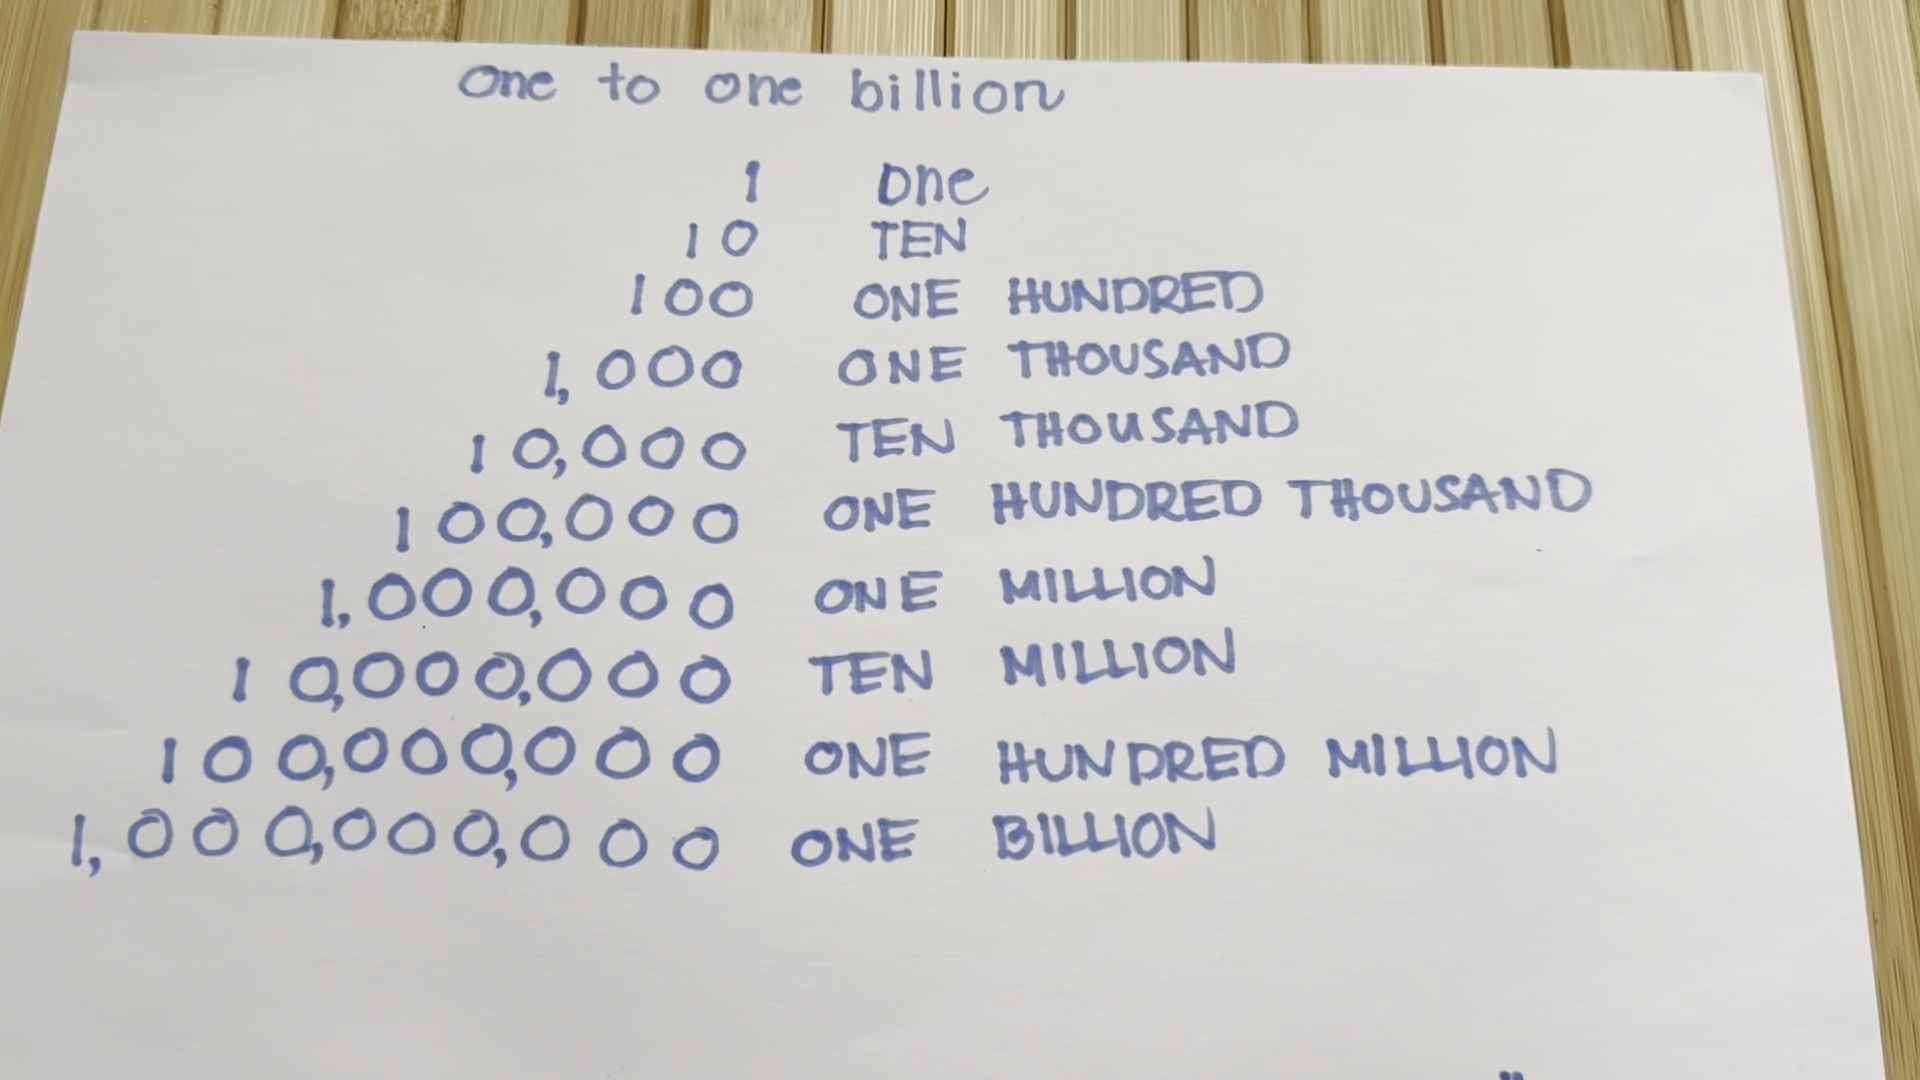 one to one billion
1 one
10 TEN
100 ONE HUNDRED
1,000 ONE THOUSAND
10,000 TEN THOUSAND
100,000 ONE HUNDRED THOUSAND
1,000,000 ONE MILLION
10,000,000 TEN MILLION
100,000,000 ONE HUNDRED MILLION
1,000,000,000 ONE BILLION